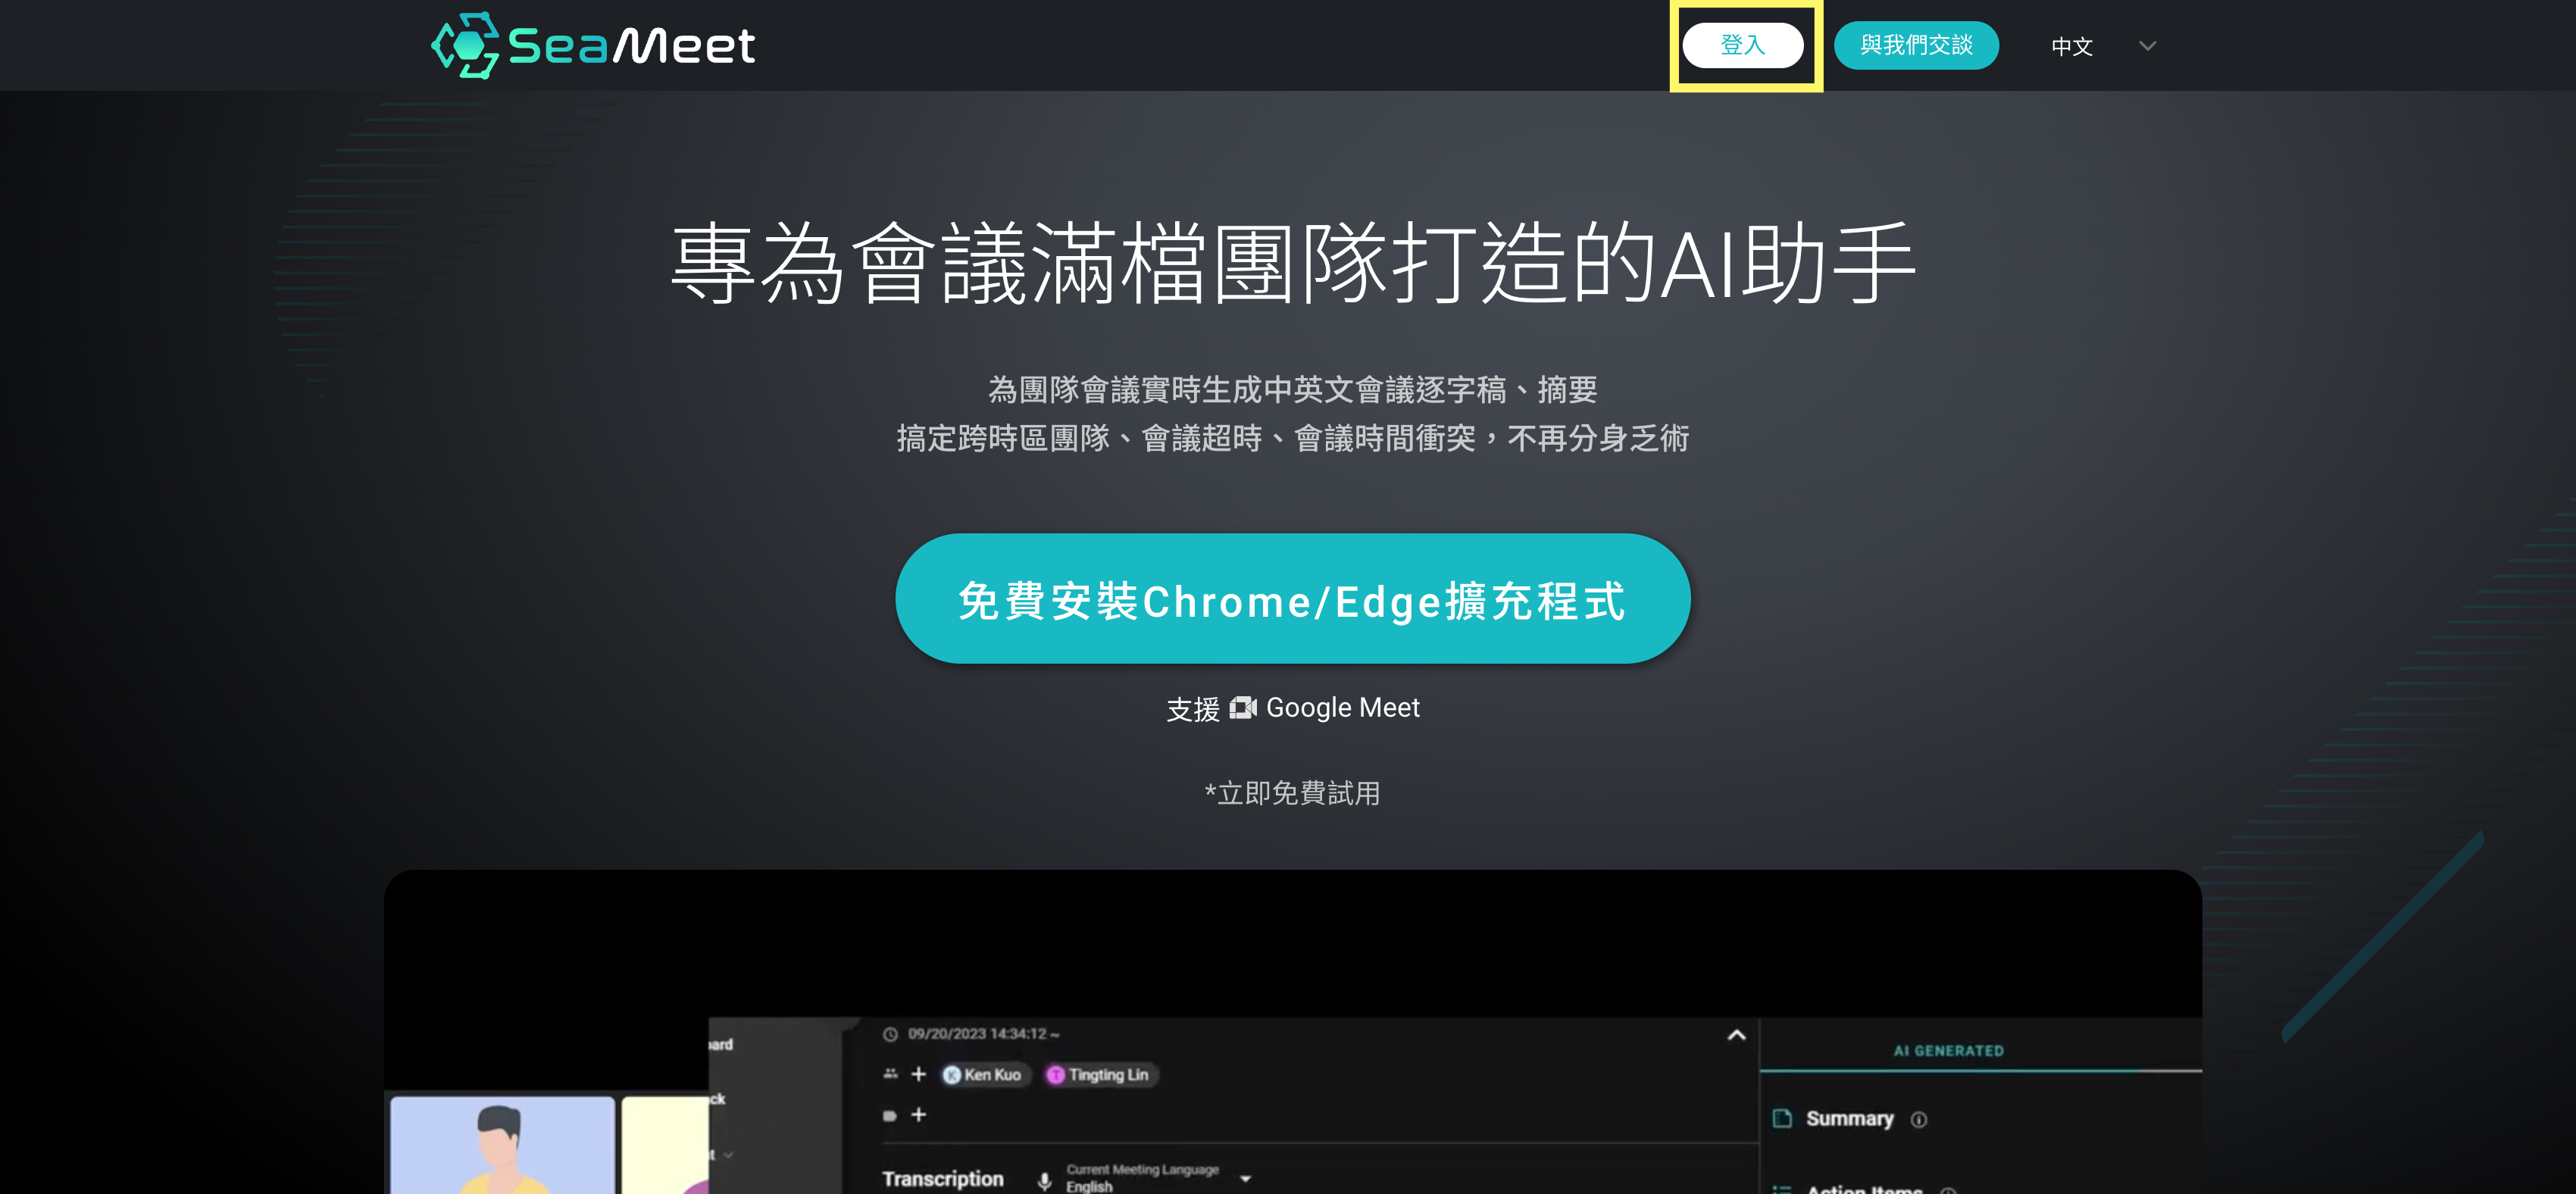 SeaMeet
登入
與我們交談
中文
專為會議滿檔團隊打造的AI助手
為團隊會議實時生成中英文會議逐字稿、摘要
搞定跨時區團隊、會議超時、會議時間衝突，不再分身乏術
免費安裝Chrome/Edge擴充程式
支援 Google Meet
*立即免費試用
09/20/2023 14:34:12 ~
K Ken Kuo
T Tingting Lin
AI GENERATED
Summary
Transcription
Current Meeting Language
English
Action Items